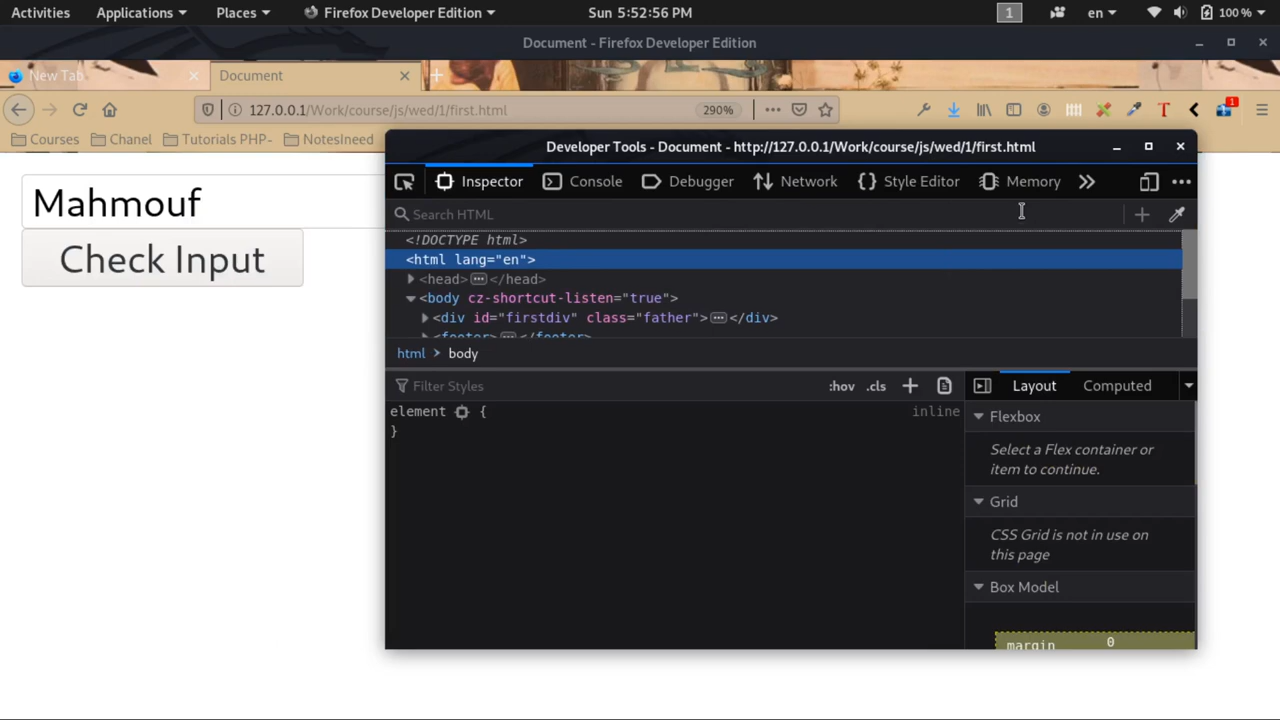 Activities Applications Places Firefox Developer Edition Sun 5:52:56 PM 1 en 100 %
Document - Firefox Developer Edition
New Tab Document
127.0.0.1/Work/course/js/wed/1/first.html 290% T 1
Courses Chanel Tutorials PHP- NotesIneed
Developer Tools - Document - http://127.0.0.1/Work/course/js/wed/1/first.html
Inspector Console Debugger Network Style Editor Memory
Mahmouf
Search HTML
<!DOCTYPE html>
Check Input
<html lang="en">
<head> </head>
<body cz-shortcut-listen="true">
<div id="firstdiv" class="father"> </div>
<footer> </footer>
html body
Filter Styles :hov .cls Layout Computed
element { inline
}
Flexbox
Select a Flex container or
item to continue.
Grid
CSS Grid is not in use on
this page
Box Model
margin 0